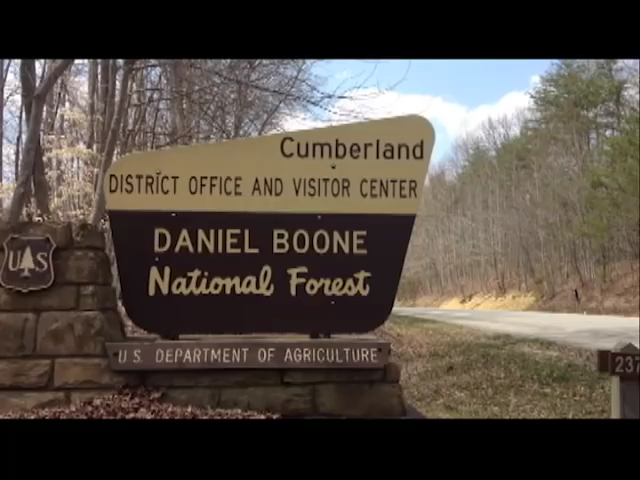 Cumberland
DISTRICT OFFICE AND VISITOR CENTER
DANIEL BOONE
National Forest
U.S. DEPARTMENT OF AGRICULTURE
US
237